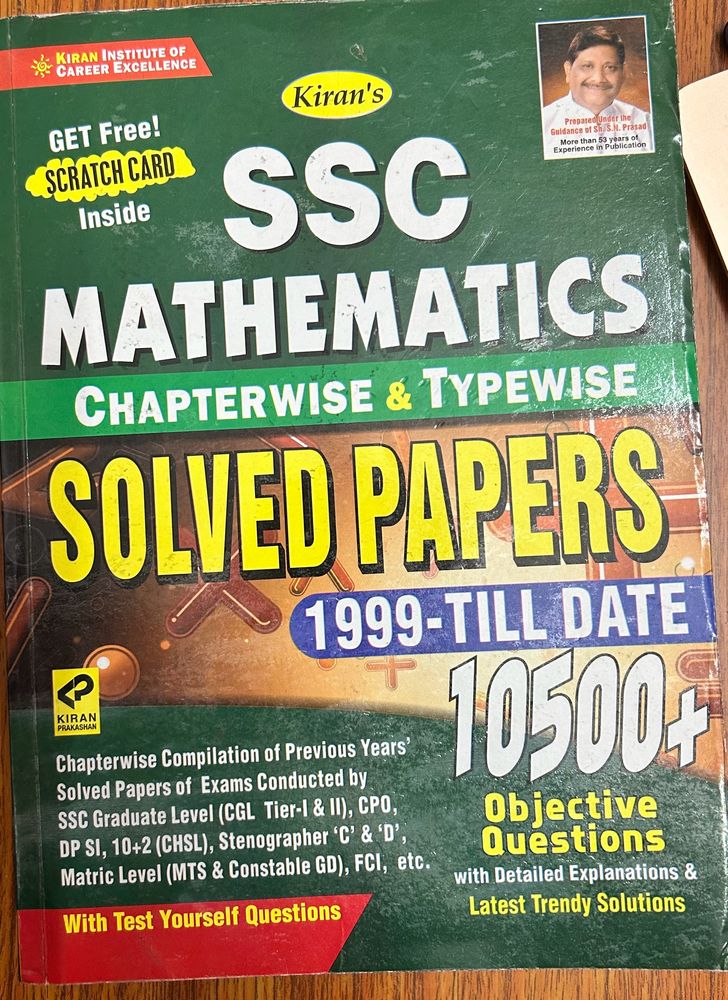 KIRAN INSTITUTE OF
CAREER EXCELLENCE
Kiran's
Prepared Under the
Guidance of Sh. S.N. Prasad
More than 53 years of
Experience in Publication
GET Free!
SCRATCH CARD
Inside
SSC
MATHEMATICS
CHAPTERWISE & TYPEWISE
SOLVED PAPERS
1999-TILL DATE
10500+
Objective
Questions
with Detailed Explanations &
Latest Trendy Solutions
KP
KIRAN
PRAKASHAN
Chapterwise Compilation of Previous Years'
Solved Papers of Exams Conducted by
SSC Graduate Level (CGL Tier-I & II), CPO,
DP SI, 10+2 (CHSL), Stenographer 'C' & 'D',
Matric Level (MTS & Constable GD), FCI, etc.
With Test Yourself Questions